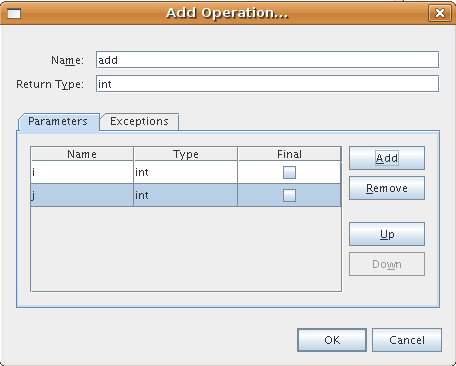 Add Operation...
Name: add
Return Type: int
Parameters Exceptions
Name Type Final
i int
j int
Add
Remove
Up
Down
OK Cancel